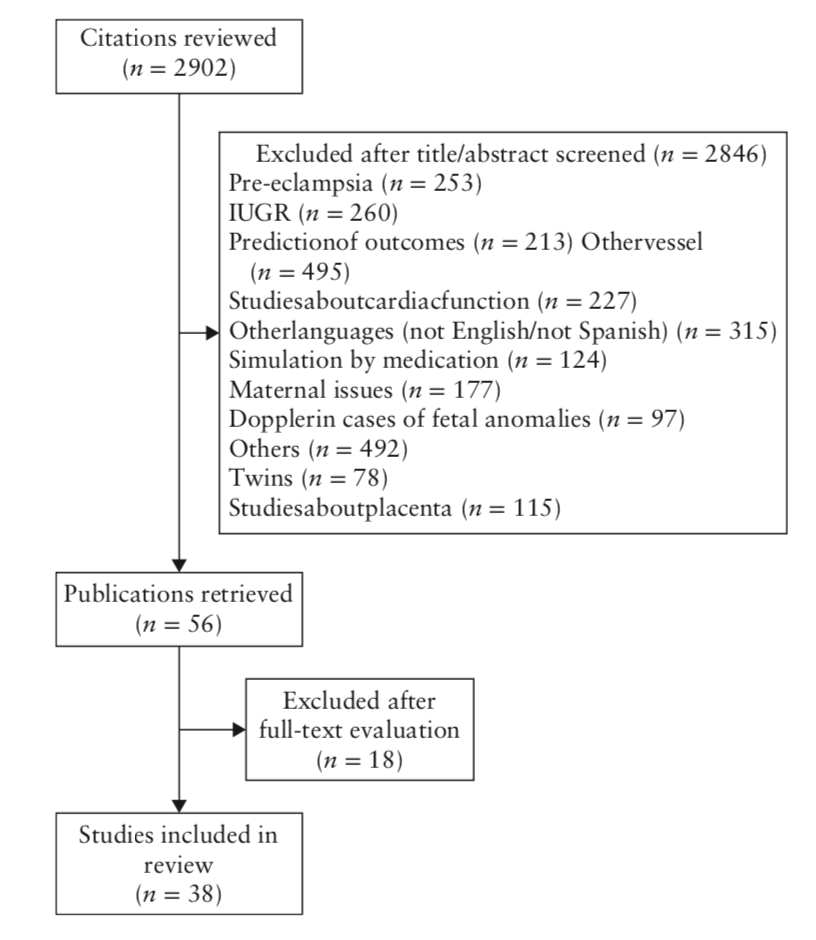 Citations reviewed
(n = 2902)
Excluded after title/abstract screened (n = 2846)
Pre-eclampsia (n = 253)
IUGR (n = 260)
Predictionof outcomes (n = 213) Othervessel
(n = 495)
Studiesaboutcardiacfunction (n = 227)
Otherlanguages (not English/not Spanish) (n = 315)
Simulation by medication (n = 124)
Maternal issues (n = 177)
Dopplerin cases of fetal anomalies (n = 97)
Others (n = 492)
Twins (n = 78)
Studiesaboutplacenta (n = 115)
Publications retrieved
(n = 56)
Excluded after
full-text evaluation
(n = 18)
Studies included in
review
(n = 38)